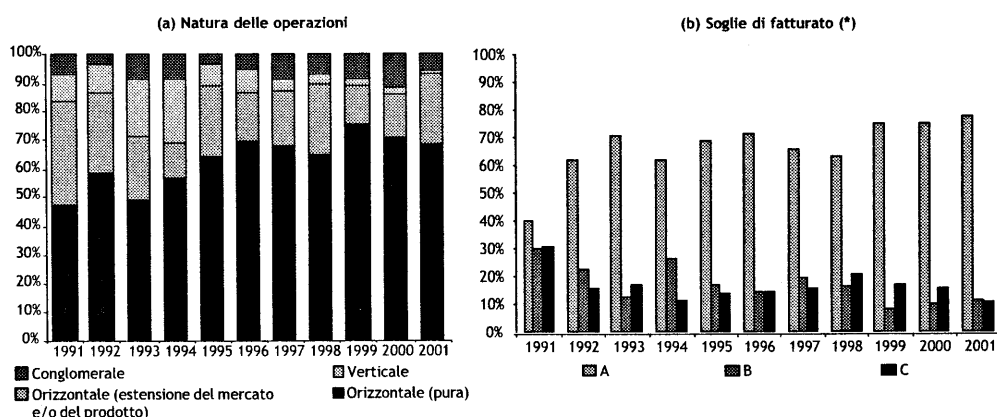 (a) Natura delle operazioni
100%
90%
80%
70%
60%
50%
40%
30%
20%
10%
0%
1991 1992 1993 1994 1995 1996 1997 1998 1999 2000 2001
Conglomerale
Verticale
Orizzontale (estensione del mercato
e/o del prodotto)
Orizzontale (pura)
(b) Soglie di fatturato (*)
100%
90%
80%
70%
60%
50%
40%
30%
20%
10%
0%
1991 1992 1993 1994 1995 1996 1997 1998 1999 2000 2001
A B C